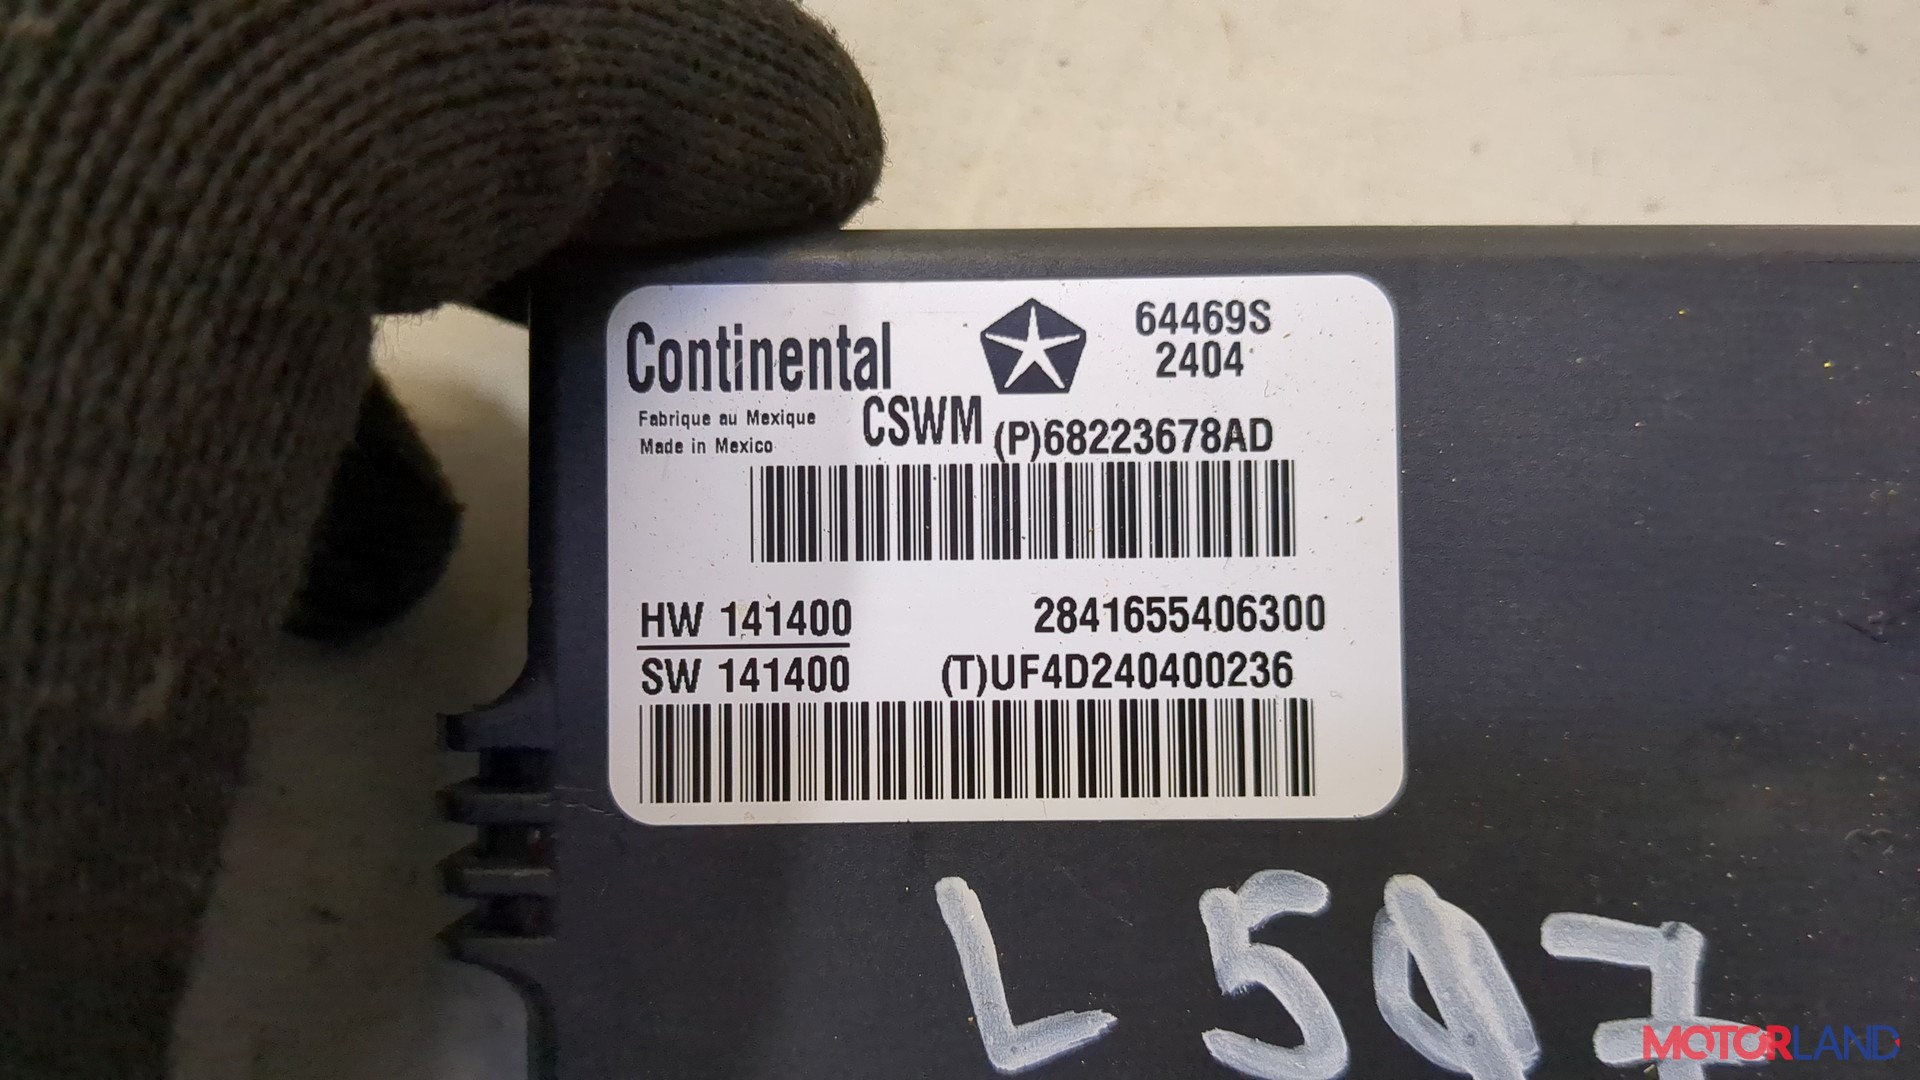 Continental
64469S
2404
Fabrique au Mexique
Made in Mexico
CSWM
(P)68223678AD
HW 141400
2841655406300
SW 141400
(T)UF4D240400236
L 507
MOTORLAND